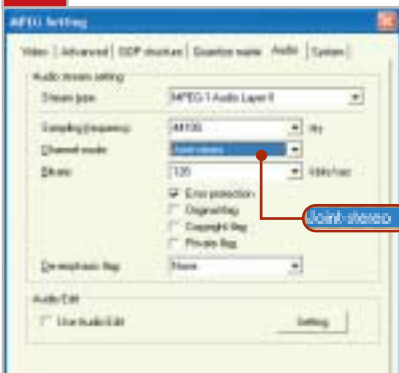 MPEG Setting
Video Advanced GOP structure Quantize matrix Audio System
Audio stream setting
Stream type MPEG-1 Audio Layer II
Sampling frequency 44100 Hz
Channel mode Joint-stereo
Joint-stereo
Bitrate 128 kbits/sec
Error protection
Original flag
Copyright flag
Private flag
De-emphasis flag None
Audio Edit
Use Audio Edit Setting